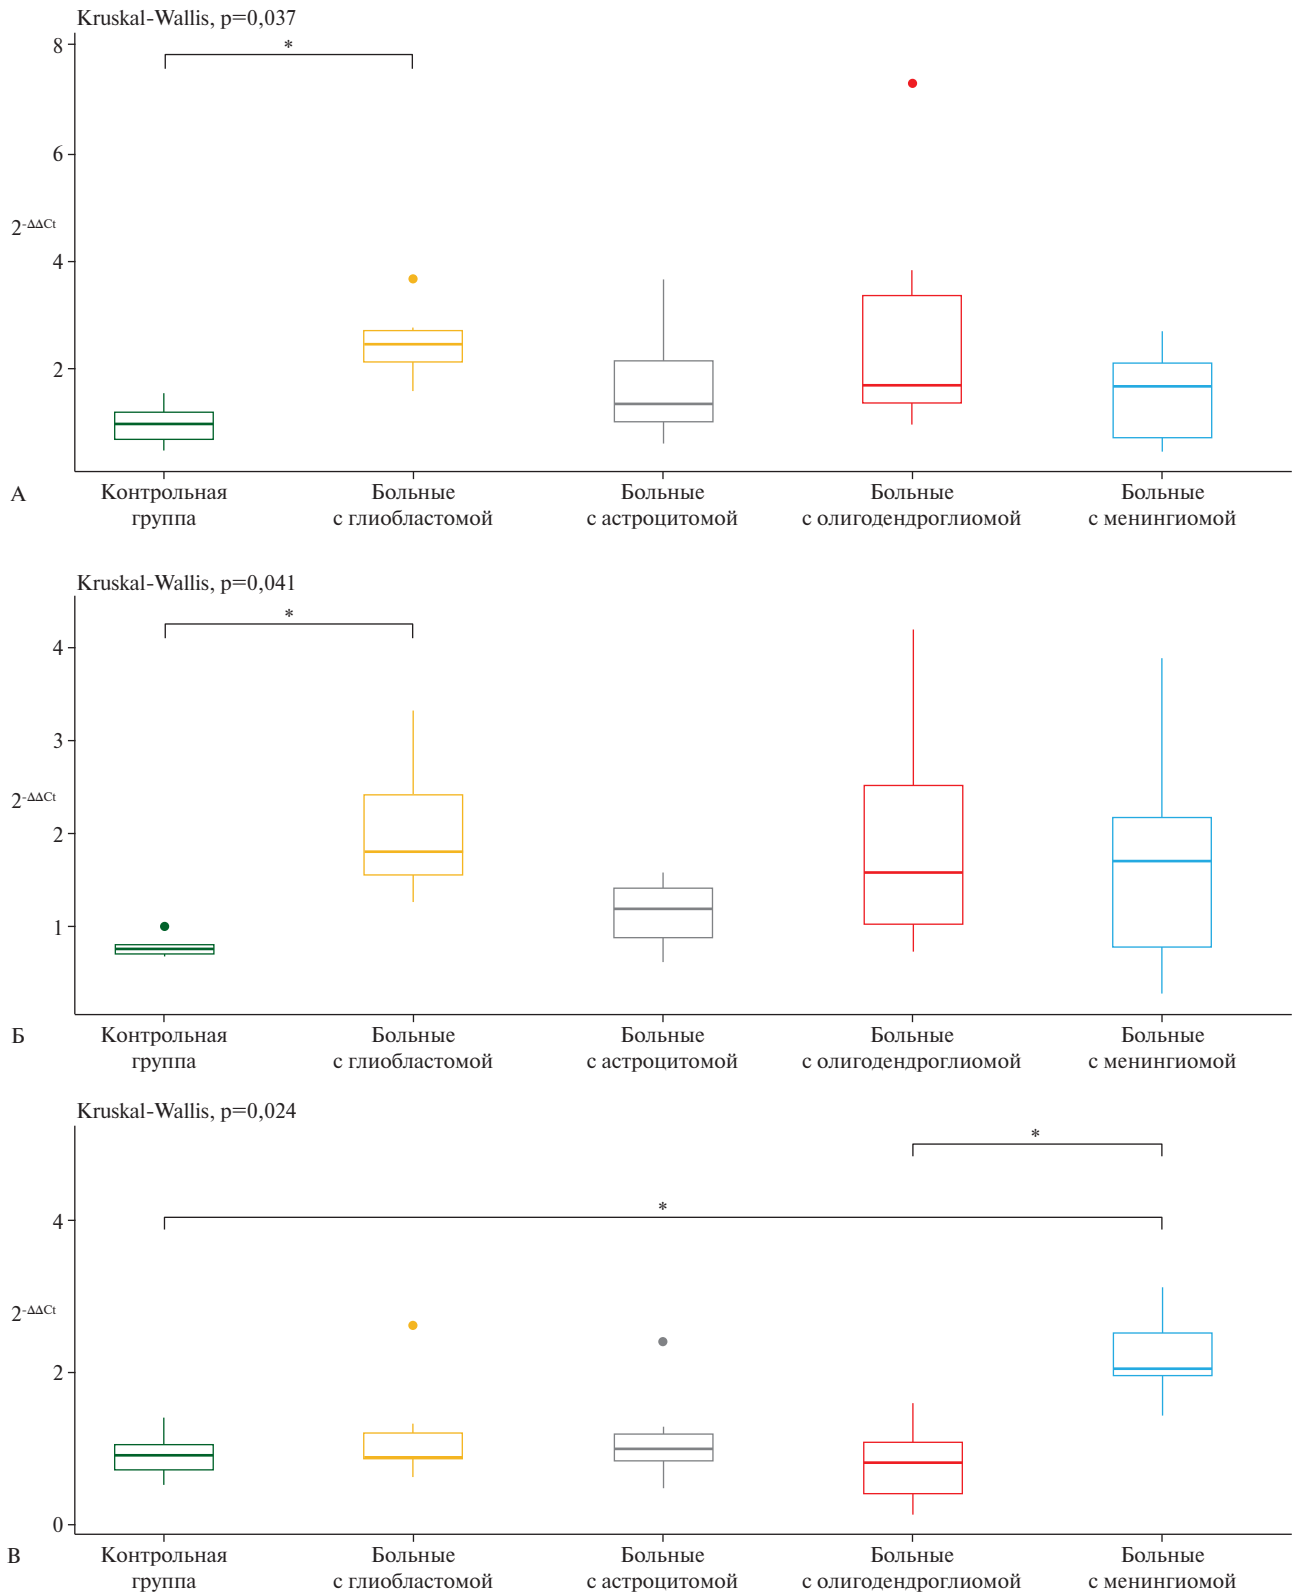 Kruskal-Wallis, p=0,037
*
8
6
2-ΔΔCt
4
2
А
Контрольная Больные Больные Больные Больные
группа с глиобластомой с астроцитомой с олигодендроглиомой с менингиомой
Kruskal-Wallis, p=0,041
*
4
3
2-ΔΔCt
2
1
Б
Контрольная Больные Больные Больные Больные
группа с глиобластомой с астроцитомой с олигодендроглиомой с менингиомой
Kruskal-Wallis, p=0,024
*
*
4
2-ΔΔCt
2
0
В
Контрольная Больные Больные Больные Больные
группа с глиобластомой с астроцитомой с олигодендроглиомой с менингиомой